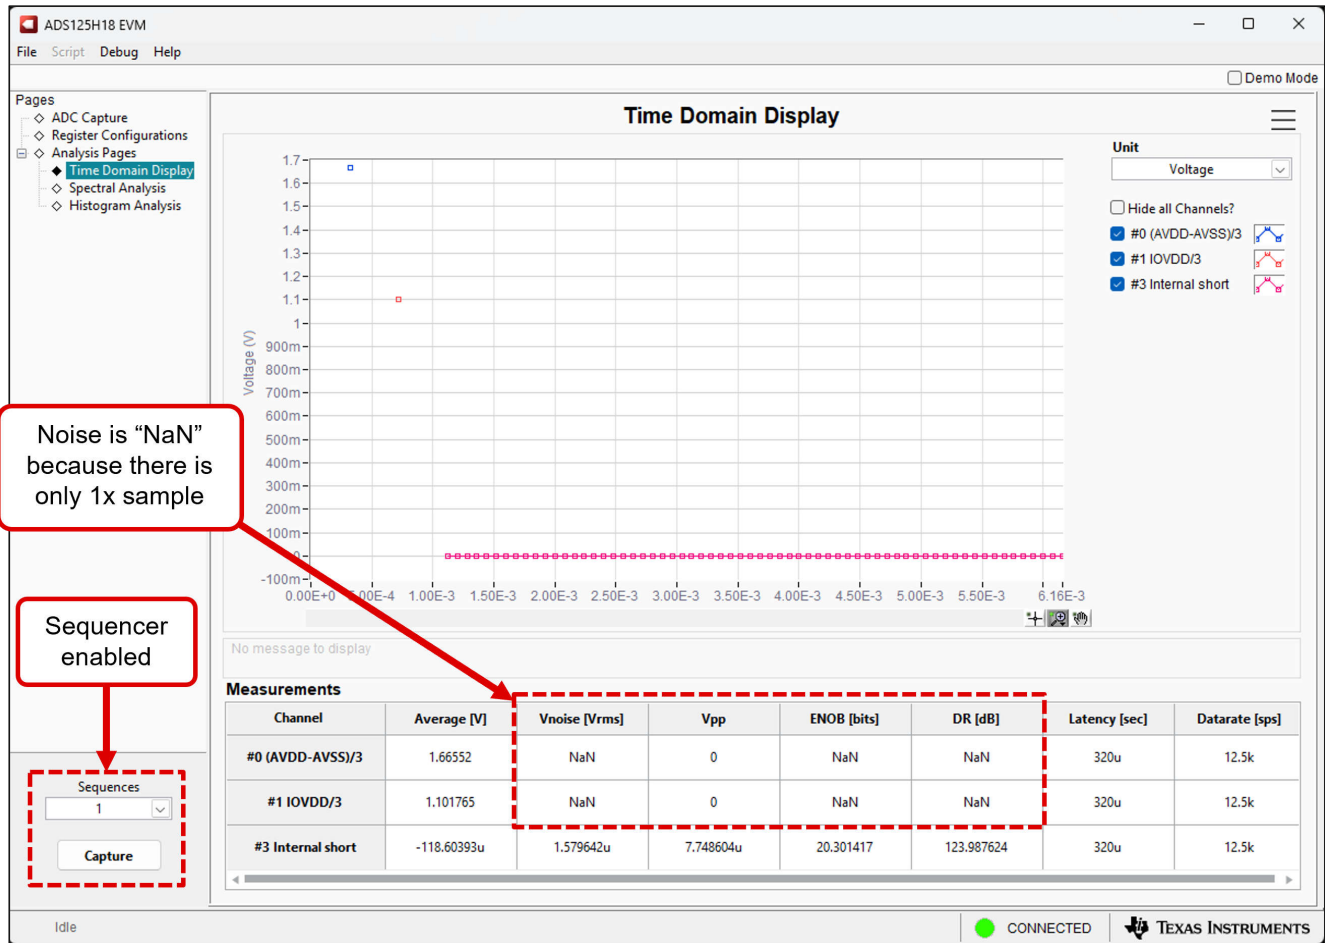 ADS125H18 EVM
File Script Debug Help
Demo Mode
Pages
ADC Capture
Register Configurations
Analysis Pages
Time Domain Display
Spectral Analysis
Histogram Analysis
Time Domain Display
Unit
Voltage
Hide all Channels?
#0 (AVDD-AVSS)/3
#1 IOVDD/3
#3 Internal short
Voltage (V)
1.7
1.6
1.5
1.4
1.3
1.2
1.1
1
900m
800m
700m
600m
500m
400m
300m
200m
100m
0
-100m
0.00E+0 5.00E-4 1.00E-3 1.50E-3 2.00E-3 2.50E-3 3.00E-3 3.50E-3 4.00E-3 4.50E-3 5.00E-3 5.50E-3 6.16E-3
Noise is “NaN”
because there is
only 1x sample
Sequencer
enabled
No message to display
Measurements
Channel Average [V] Vnoise [Vrms] Vpp ENOB [bits] DR [dB] Latency [sec] Datarate [sps]
#0 (AVDD-AVSS)/3 1.66552 NaN 0 NaN NaN 320u 12.5k
#1 IOVDD/3 1.101765 NaN 0 NaN NaN 320u 12.5k
#3 Internal short -118.60393u 1.579642u 7.748604u 20.301417 123.987624 320u 12.5k
Sequences
1
Capture
Idle
CONNECTED
TEXAS INSTRUMENTS